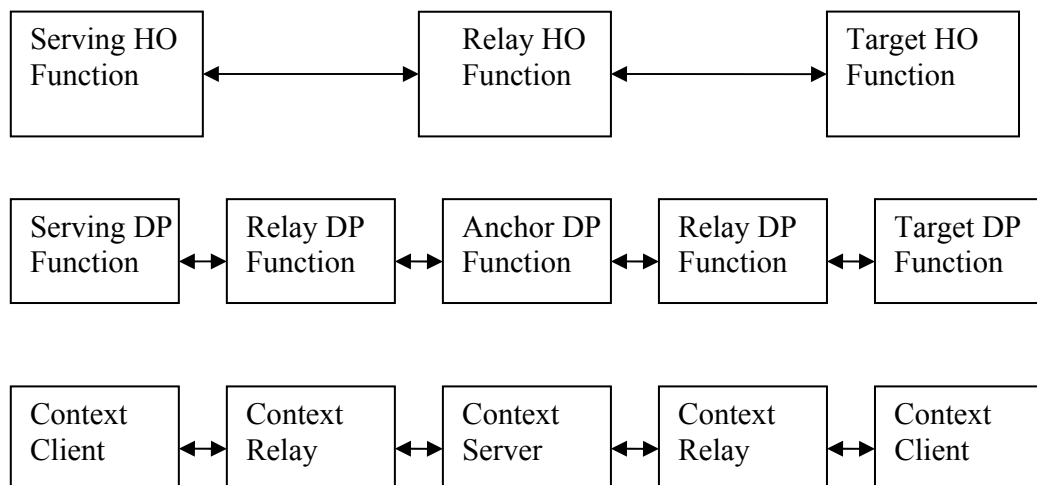 Serving HO
Function
Relay HO
Function
Target HO
Function
Serving DP
Function
Relay DP
Function
Anchor DP
Function
Relay DP
Function
Target DP
Function
Context
Client
Context
Relay
Context
Server
Context
Relay
Context
Client